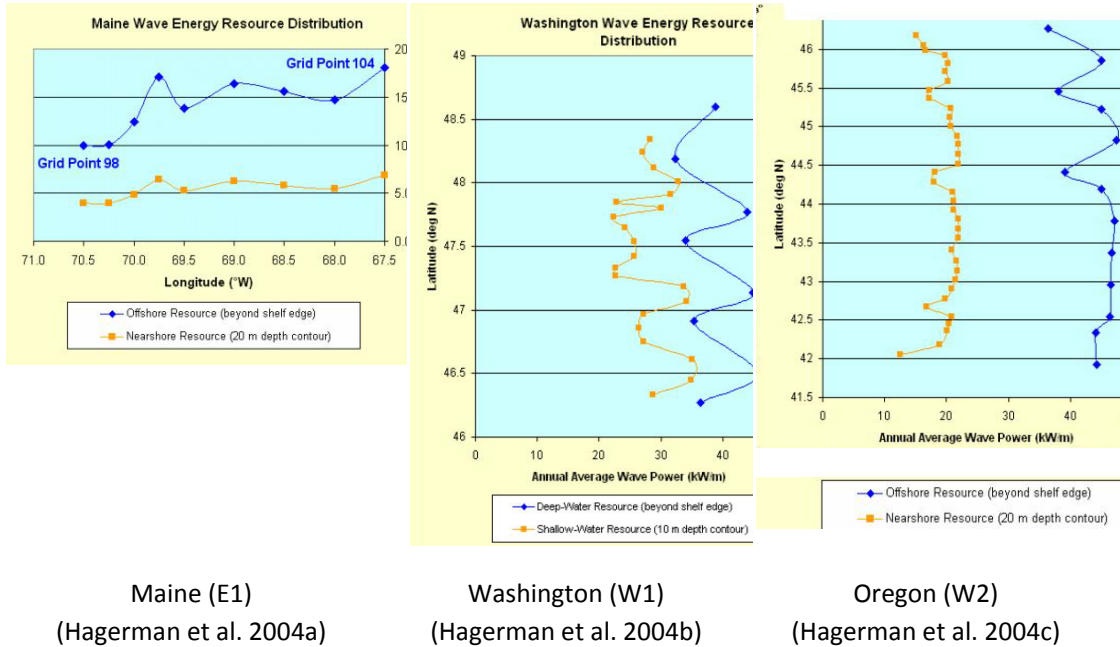 Maine Wave Energy Resource Distribution
20
Grid Point 104
15
10
Grid Point 98
5.0
0.0
71.0 70.5 70.0 69.5 69.0 68.5 68.0 67.5
Longitude (°W)
Offshore Resource (beyond shelf edge)
Nearshore Resource (20 m depth contour)
Washington Wave Energy Resource
Distribution
49
48.5
48
47.5
47
46.5
46
Latitude (deg N)
0 10 20 30 40
Annual Average Wave Power (kW/m)
Deep-Water Resource (beyond shelf edge)
Shallow-Water Resource (10 m depth contour)
46
45.5
45
44.5
44
43.5
43
42.5
42
41.5
Latitude (deg N)
0 10 20 30 40
Annual Average Wave Power (kW/m)
Offshore Resource (beyond shelf edge)
Nearshore Resource (20 m depth contour)
Maine (E1)
(Hagerman et al. 2004a)
Washington (W1)
(Hagerman et al. 2004b)
Oregon (W2)
(Hagerman et al. 2004c)